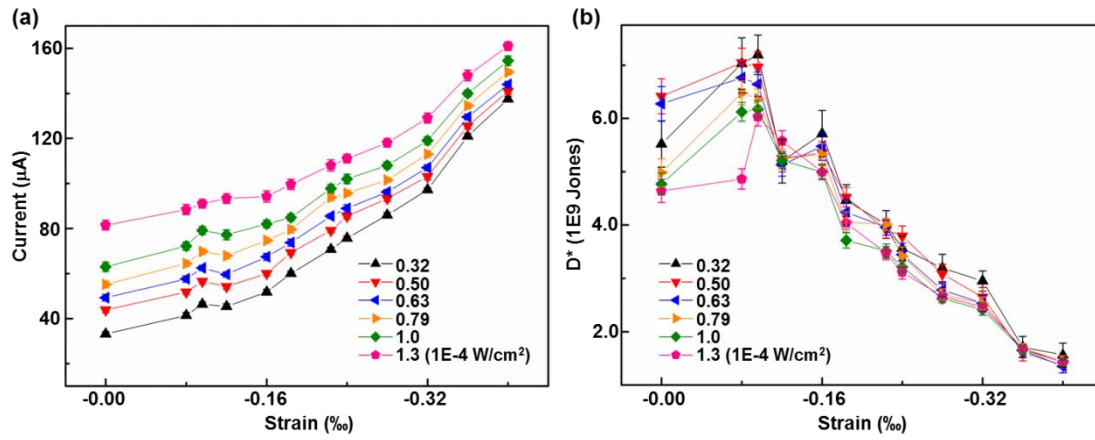 (a)
160
120
80
40
Current (μA)
0.32
0.50
0.63
0.79
1.0
1.3 (1E-4 W/cm²)
-0.00
-0.16
-0.32
Strain (‰)
(b)
6.0
4.0
2.0
D* (1E9 Jones)
0.32
0.50
0.63
0.79
1.0
1.3 (1E-4 W/cm²)
-0.00
-0.16
-0.32
Strain (‰)